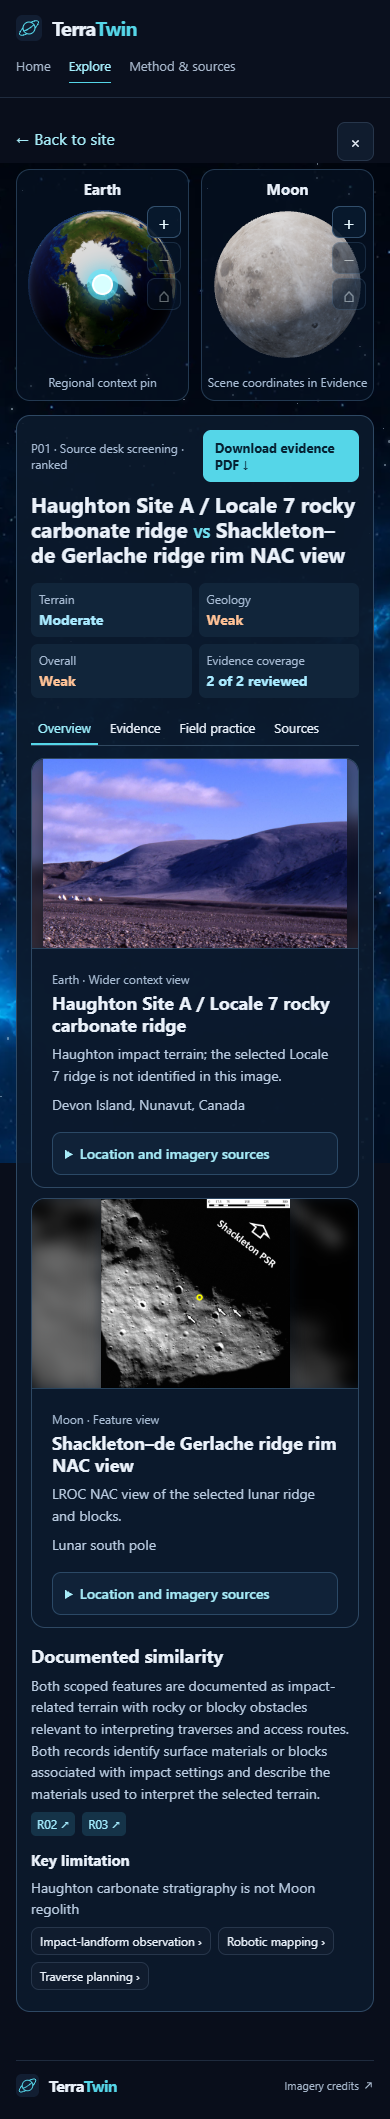 TerraTwin
Home Explore Method & sources
← Back to site
×
Earth
+
−
⌂
Regional context pin
Moon
+
−
⌂
Scene coordinates in Evidence
P01 · Source desk screening ·
ranked
Download evidence
PDF ↓
Haughton Site A / Locale 7 rocky
carbonate ridge vs Shackleton–
de Gerlache ridge rim NAC view
Terrain
Moderate
Geology
Weak
Overall
Weak
Evidence coverage
2 of 2 reviewed
Overview Evidence Field practice Sources
Earth · Wider context view
Haughton Site A / Locale 7 rocky
carbonate ridge
Haughton impact terrain; the selected Locale
7 ridge is not identified in this image.
Devon Island, Nunavut, Canada
▶ Location and imagery sources
Shackleton PSR
Moon · Feature view
Shackleton–de Gerlache ridge rim
NAC view
LROC NAC view of the selected lunar ridge
and blocks.
Lunar south pole
▶ Location and imagery sources
Documented similarity
Both scoped features are documented as impact-
related terrain with rocky or blocky obstacles
relevant to interpreting traverses and access routes.
Both records identify surface materials or blocks
associated with impact settings and describe the
materials used to interpret the selected terrain.
R02 ↗ R03 ↗
Key limitation
Haughton carbonate stratigraphy is not Moon
regolith
Impact-landform observation › Robotic mapping ›
Traverse planning ›
TerraTwin
Imagery credits ↗